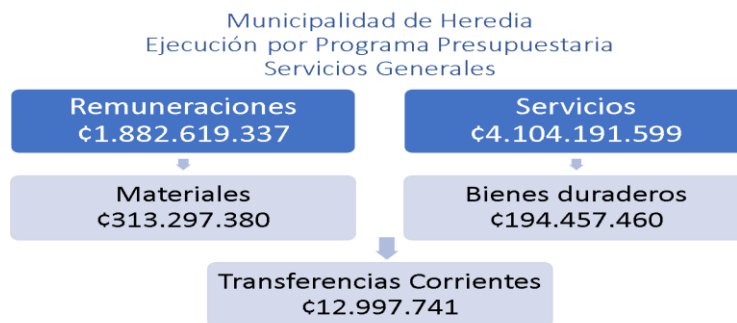 Municipalidad de Heredia
Ejecución por Programa Presupuestaria
Servicios Generales
Remuneraciones
¢1.882.619.337
Servicios
¢4.104.191.599
Materiales
¢313.297.380
Bienes duraderos
¢194.457.460
Transferencias Corrientes
¢12.997.741